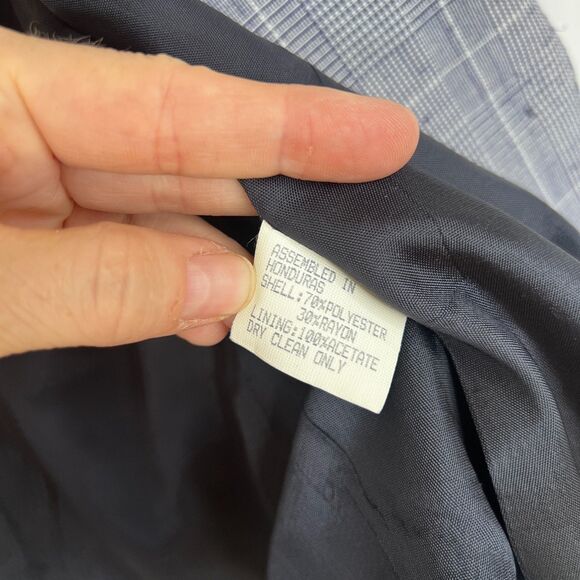 ASSEMBLED IN
HONDURAS
SHELL:70%POLYESTER
30%RAYON
LINING:100%ACETATE
DRY CLEAN ONLY